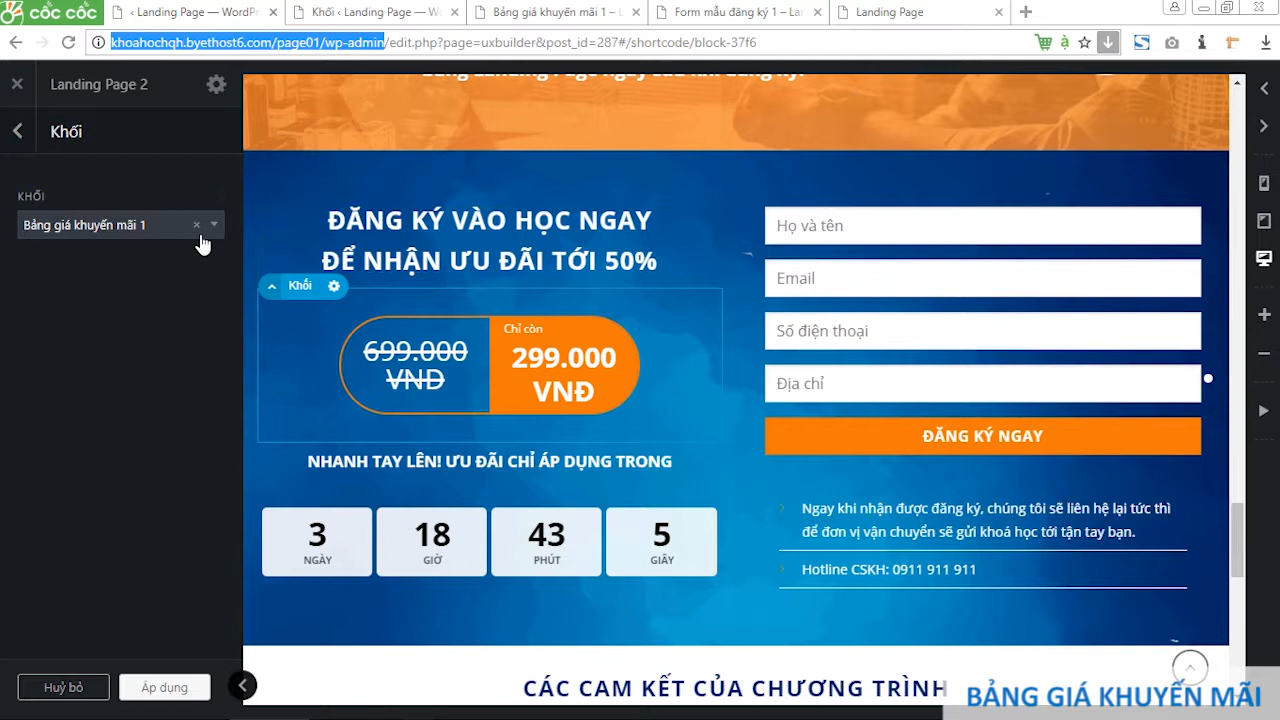 CỐC CỐC
‹ Landing Page — WordPr
Khối ‹ Landing Page — Wo
Bảng giá khuyến mãi 1 – L
Form mẫu đăng ký 1 – La
Landing Page
khoahochqh.byethost6.com/page01/wp-admin/edit.php?page=uxbuilder&post_id=287#/shortcode/block-37f6
Landing Page 2
Khối
KHỐI
Bảng giá khuyến mãi 1
Huỷ bỏ
Áp dụng
ĐĂNG KÝ VÀO HỌC NGAY
ĐỂ NHẬN ƯU ĐÃI TỚI 50%
Khối
699.000
VNĐ
Chỉ còn
299.000
VNĐ
NHANH TAY LÊN! ƯU ĐÃI CHỈ ÁP DỤNG TRONG
3
NGÀY
18
GIỜ
43
PHÚT
5
GIÂY
Họ và tên
Email
Số điện thoại
Địa chỉ
ĐĂNG KÝ NGAY
Ngay khi nhận được đăng ký, chúng tôi sẽ liên hệ lại tức thì
để đơn vị vận chuyển sẽ gửi khoá học tới tận tay bạn.
Hotline CSKH: 0911 911 911
CÁC CAM KẾT CỦA CHƯƠNG TRÌNH
BẢNG GIÁ KHUYẾN MÃI